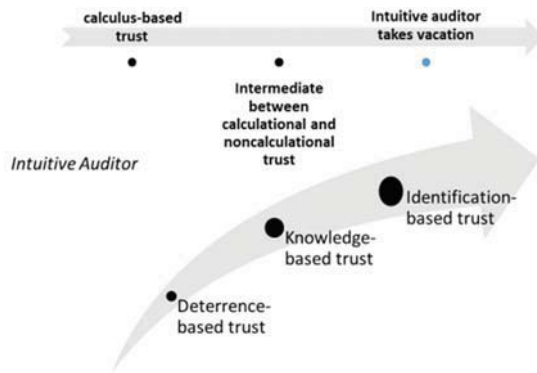 calculus-based
trust
Intuitive auditor
takes vacation
Intermediate
between
calculational and
noncalculational
trust
Intuitive Auditor
Identification-
based trust
Knowledge-
based trust
Deterrence-
based trust